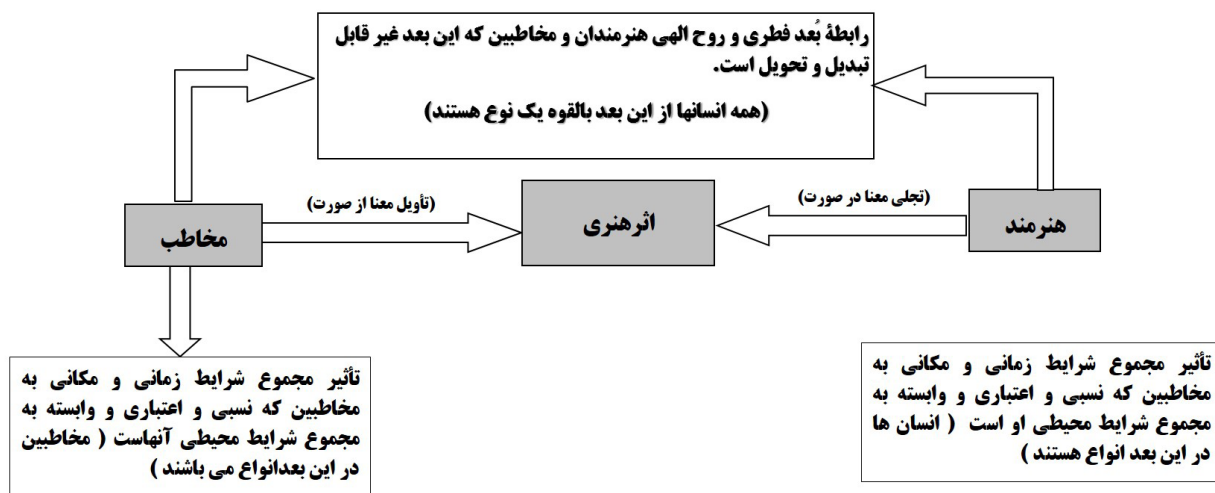 رابطهٔ بُعد فطری و روح الهی هنرمندان و مخاطبین که این بعد غیر قابل
تبدیل و تحویل است.
(همه انسانها از این بعد بالقوه یک نوع هستند)
هنرمند
(تجلی معنا در صورت)
اثرهنری
(تأویل معنا از صورت)
مخاطب
تأثیر مجموع شرایط زمانی و مکانی به
مخاطبین که نسبی و اعتباری و وابسته به
مجموع شرایط محیطی او است ( انسان ها
در این بعد انواع هستند )
تأثیر مجموع شرایط زمانی و مکانی به
مخاطبین که نسبی و اعتباری و وابسته به
مجموع شرایط محیطی آنهاست ( مخاطبین
در این بعدانواع می باشند )